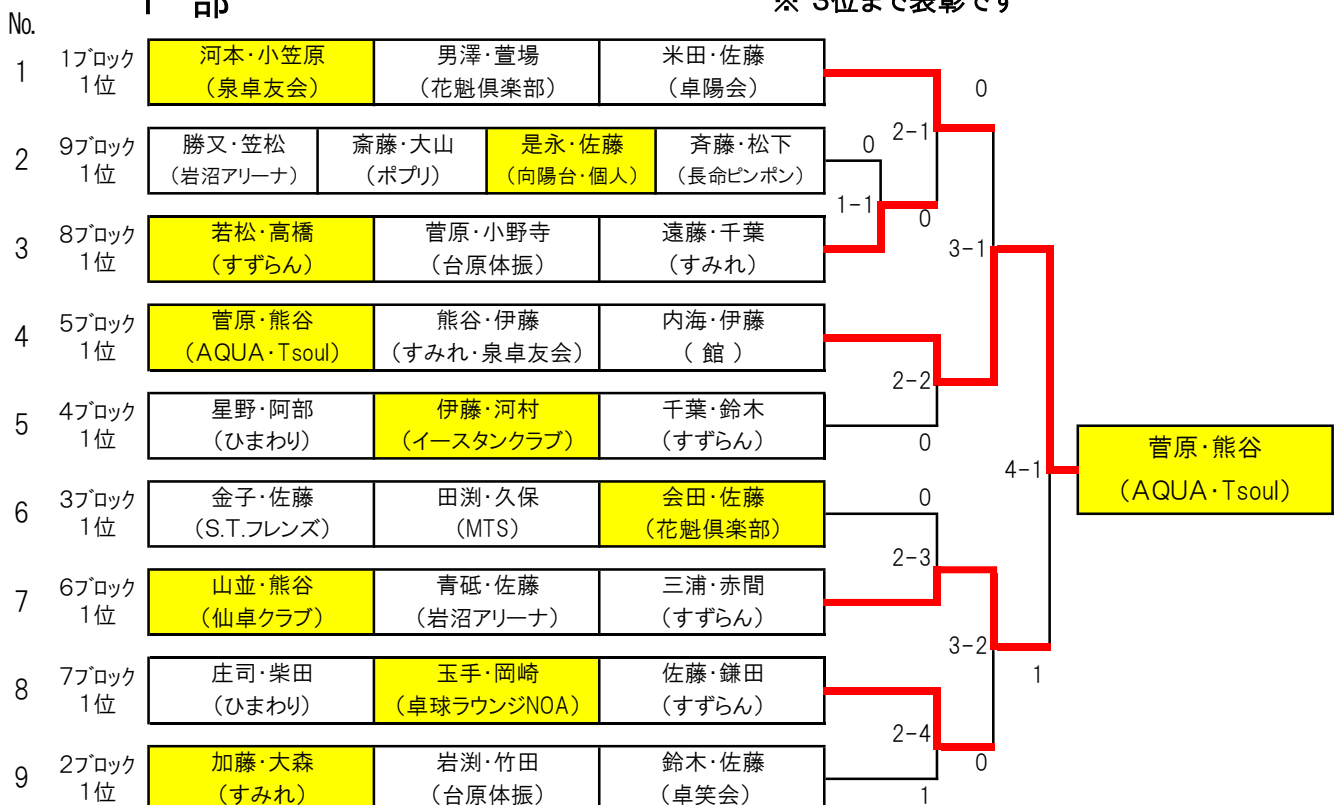 1 部
※ 3位まで表彰です
No.
1 1ブロック 1位 河本・小笠原 (泉卓友会) 男澤・萱場 (花魁倶楽部) 米田・佐藤 (卓陽会)
0
2-1
2 9ブロック 1位 勝又・笠松 (岩沼アリーナ) 斎藤・大山 (ポプリ) 是永・佐藤 (向陽台・個人) 斉藤・松下 (長命ピンポン)
0
1-1
0
3 8ブロック 1位 若松・高橋 (すずらん) 菅原・小野寺 (台原体振) 遠藤・千葉 (すみれ)
3-1
4 5ブロック 1位 菅原・熊谷 (AQUA・Tsoul) 熊谷・伊藤 (すみれ・泉卓友会) 内海・伊藤 ( 館 )
2-2
5 4ブロック 1位 星野・阿部 (ひまわり) 伊藤・河村 (イースタンクラブ) 千葉・鈴木 (すずらん)
0
4-1
菅原・熊谷
(AQUA・Tsoul)
6 3ブロック 1位 金子・佐藤 (S.T.フレンズ) 田渕・久保 (MTS) 会田・佐藤 (花魁倶楽部)
0
2-3
7 6ブロック 1位 山並・熊谷 (仙卓クラブ) 青砥・佐藤 (岩沼アリーナ) 三浦・赤間 (すずらん)
3-2
1
8 7ブロック 1位 庄司・柴田 (ひまわり) 玉手・岡崎 (卓球ラウンジNOA) 佐藤・鎌田 (すずらん)
2-4
0
9 2ブロック 1位 加藤・大森 (すみれ) 岩渕・竹田 (台原体振) 鈴木・佐藤 (卓笑会)
1